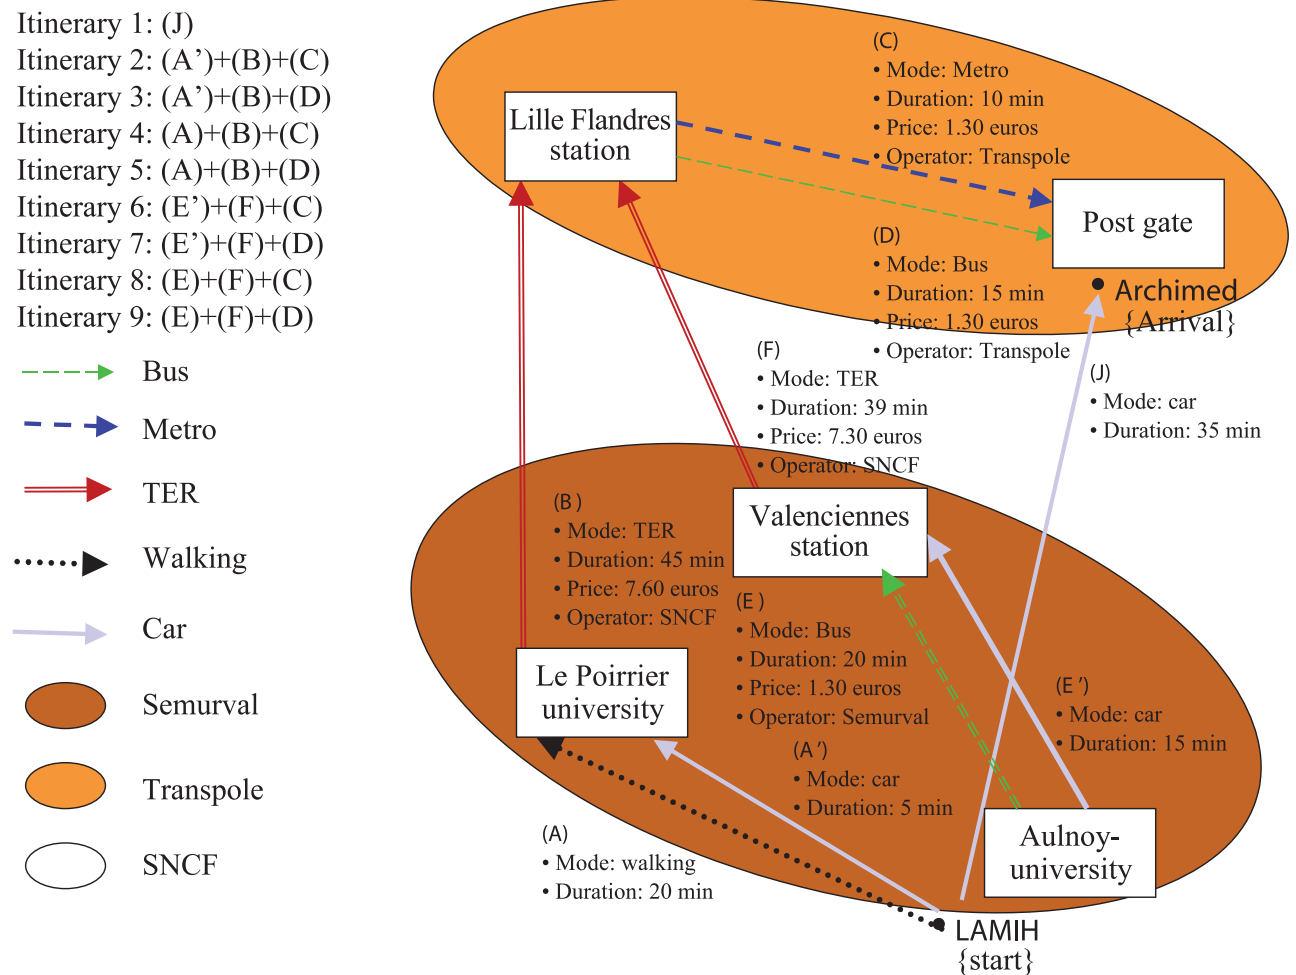 Itinerary 1: (J)
Itinerary 2: (A’)+(B)+(C)
Itinerary 3: (A’)+(B)+(D)
Itinerary 4: (A)+(B)+(C)
Itinerary 5: (A)+(B)+(D)
Itinerary 6: (E’)+(F)+(C)
Itinerary 7: (E’)+(F)+(D)
Itinerary 8: (E)+(F)+(C)
Itinerary 9: (E)+(F)+(D)
Bus
Metro
TER
Walking
Car
Semurval
Transpole
SNCF
(C)
• Mode: Metro
• Duration: 10 min
• Price: 1.30 euros
• Operator: Transpole
Lille Flandres
station
Post gate
(D)
• Mode: Bus
• Duration: 15 min
• Price: 1.30 euros
• Operator: Transpole
Archimed
{Arrival}
(F)
• Mode: TER
• Duration: 39 min
• Price: 7.30 euros
• Operator: SNCF
(J)
• Mode: car
• Duration: 35 min
(B)
• Mode: TER
• Duration: 45 min
• Price: 7.60 euros
• Operator: SNCF
Valenciennes
station
(E)
• Mode: Bus
• Duration: 20 min
• Price: 1.30 euros
• Operator: Semurval
Le Poirrier
university
(E’)
• Mode: car
• Duration: 15 min
(A’)
• Mode: car
• Duration: 5 min
(A)
• Mode: walking
• Duration: 20 min
Aulnoy-
university
LAMIH
{start}